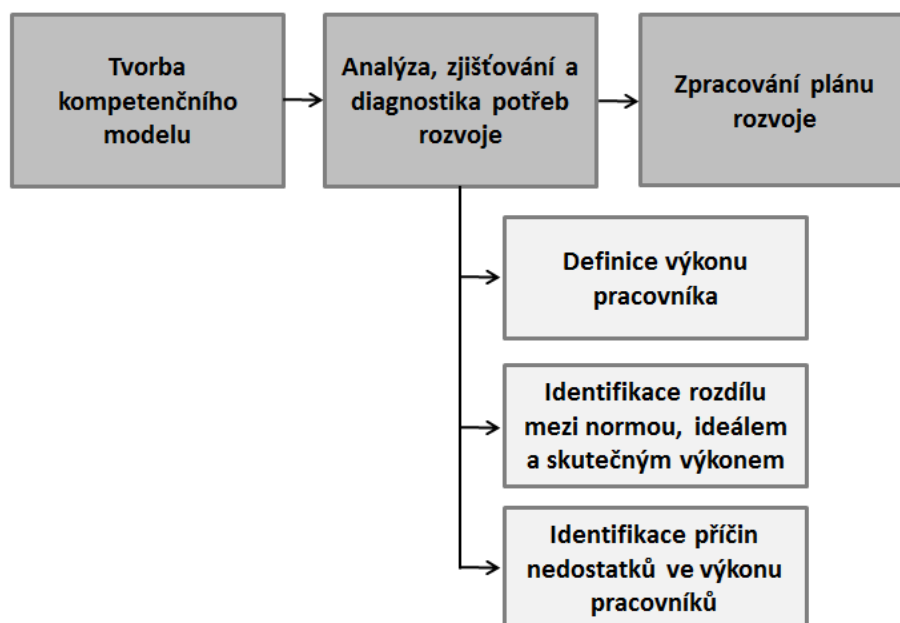 Tvorba
kompetenčního
modelu
Analýza, zjišťování a
diagnostika potřeb
rozvoje
Zpracování plánu
rozvoje
Definice výkonu
pracovníka
Identifikace rozdílu
mezi normou, ideálem
a skutečným výkonem
Identifikace příčin
nedostatků ve výkonu
pracovníků